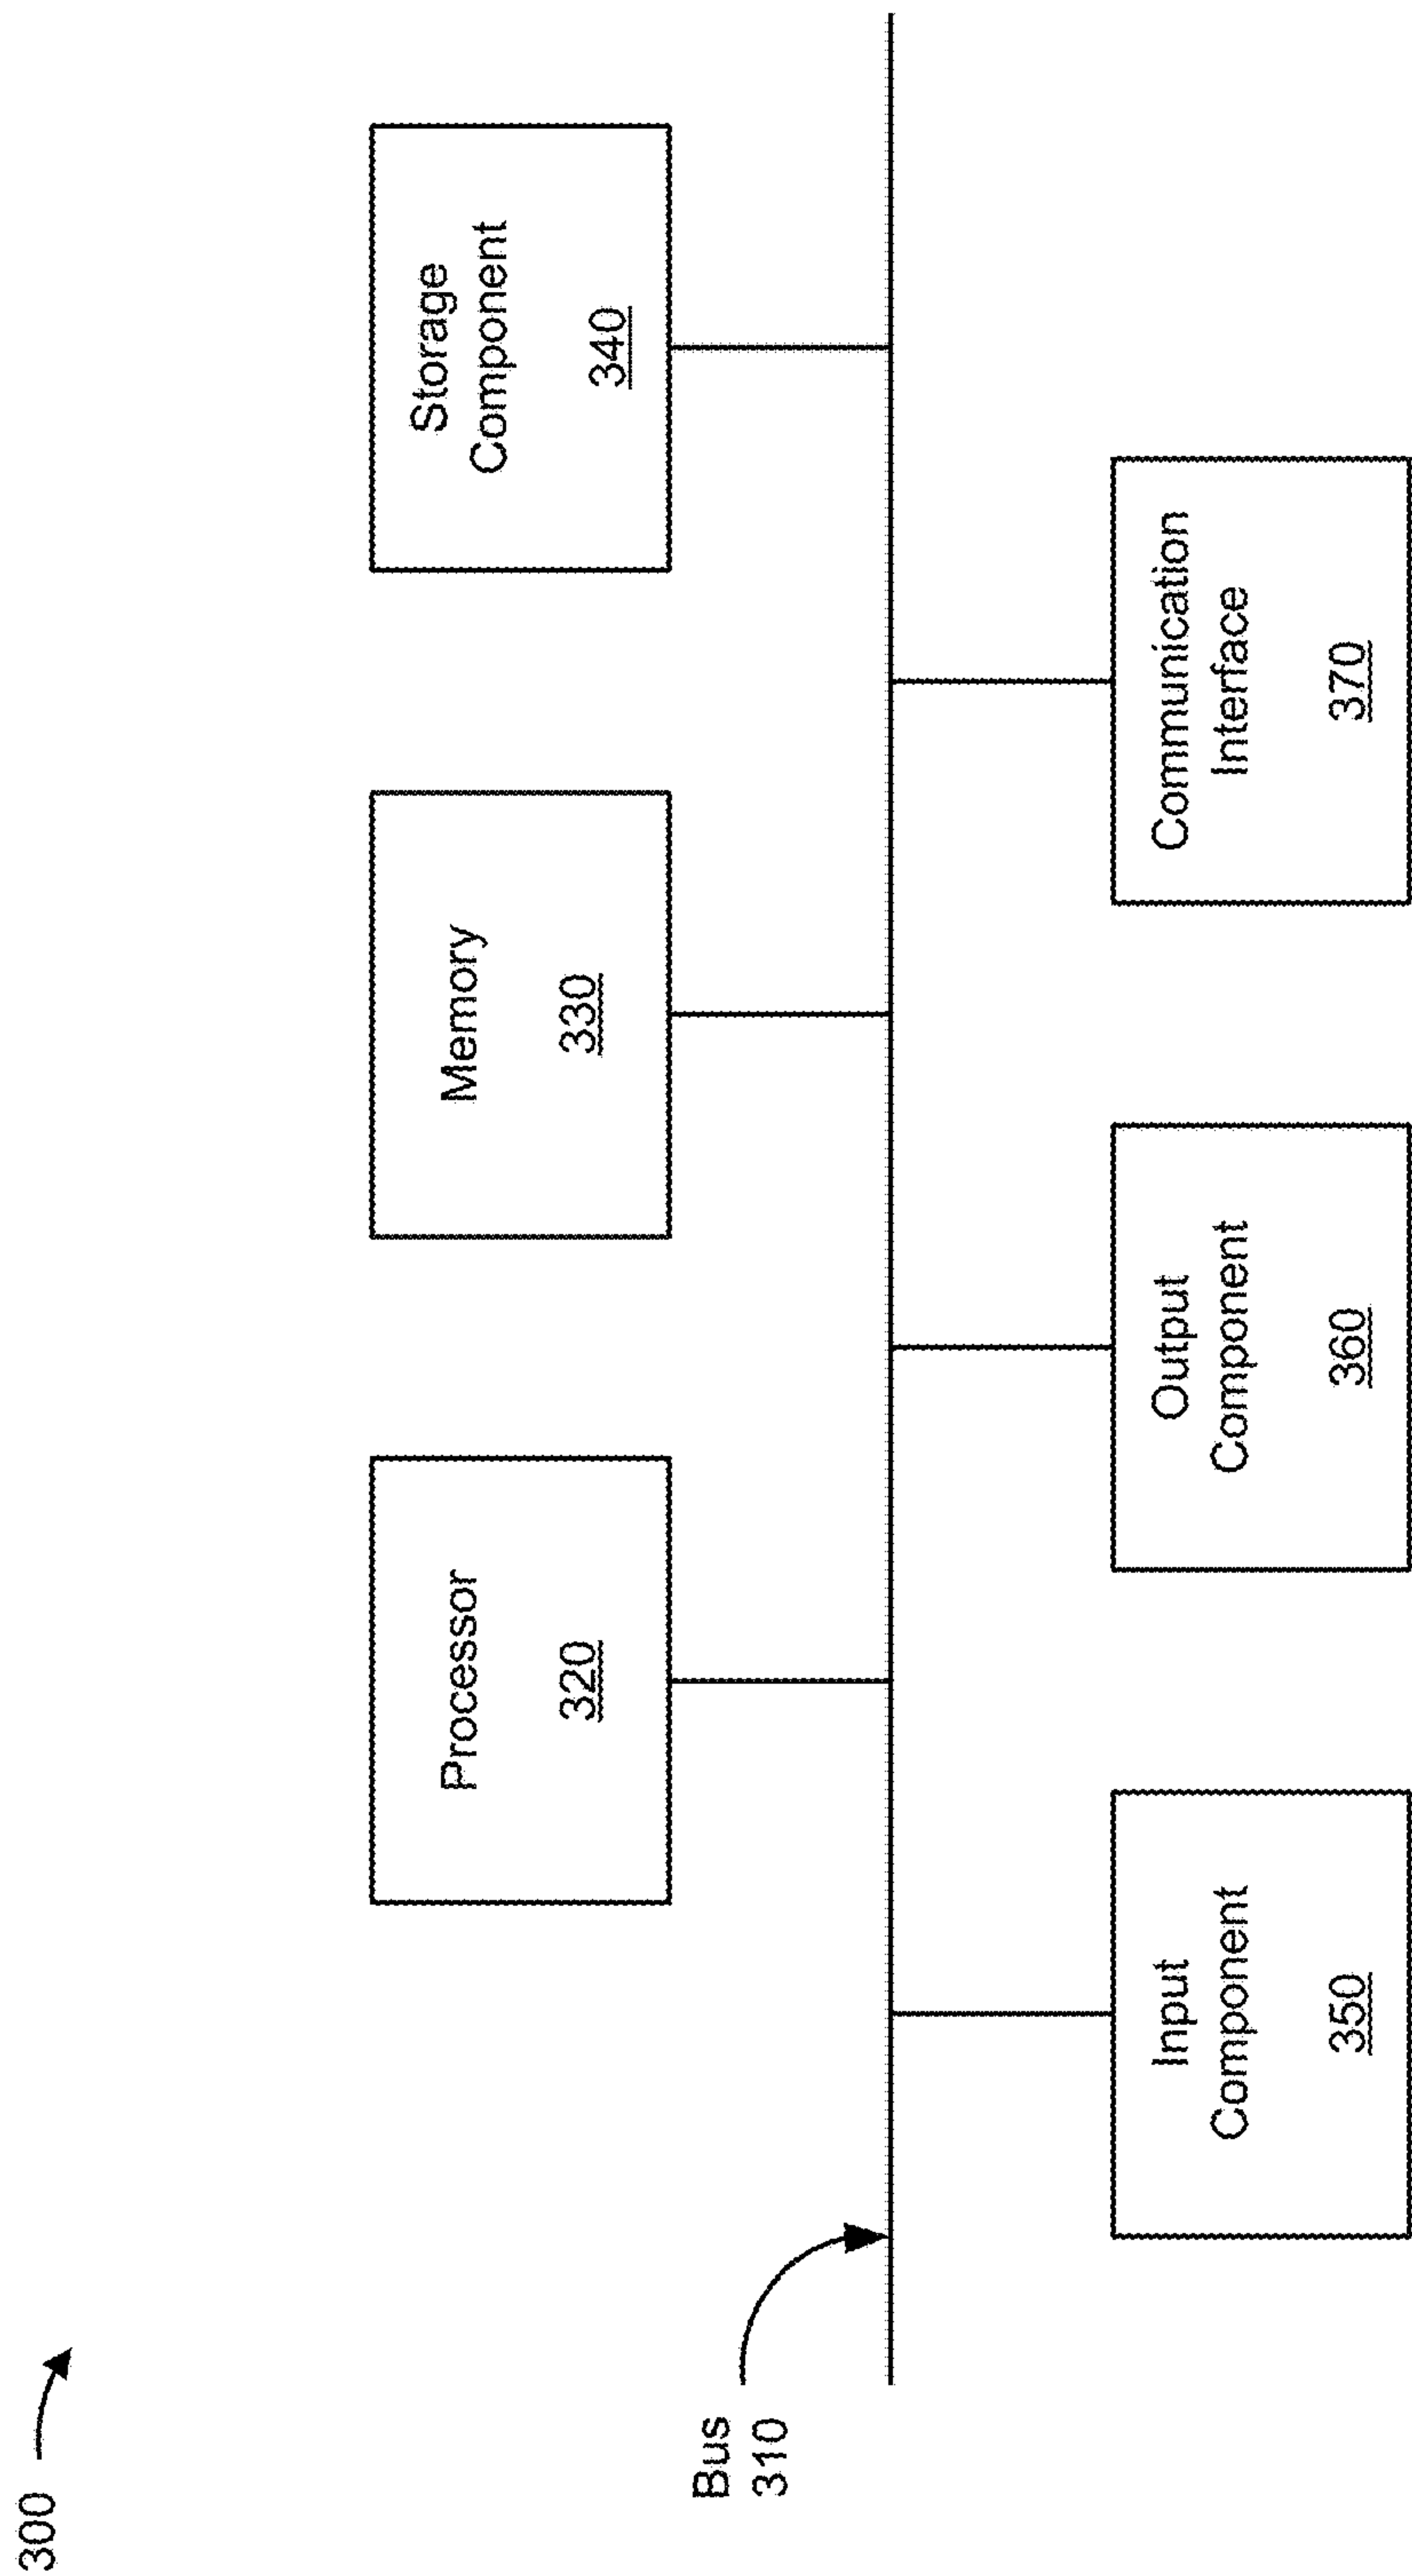 300
Processor
320
Memory
330
Storage
Component
340
Bus
310
Input
Component
350
Output
Component
360
Communication
Interface
370